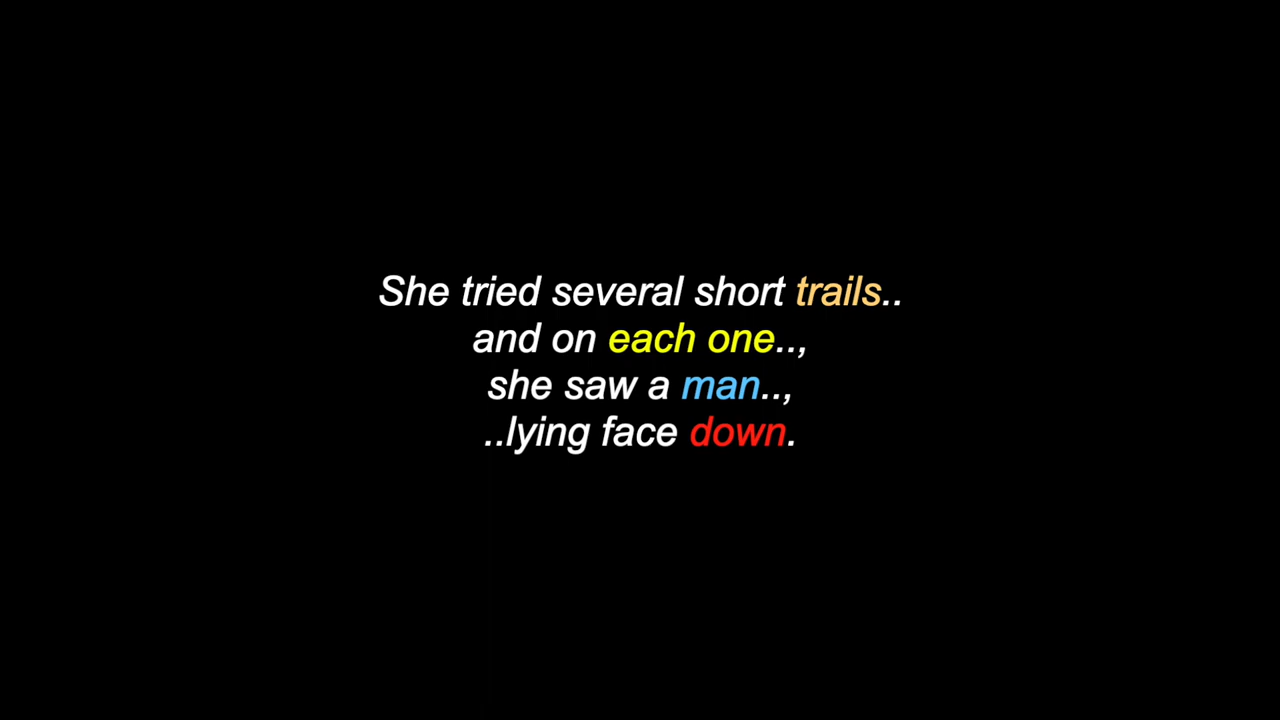 She tried several short trails..
and on each one..,
she saw a man..,
..lying face down.